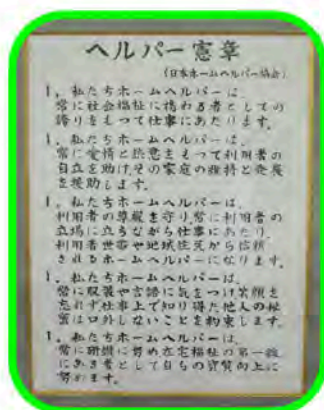 ヘルパー憲章
（日本ホームヘルパー協会）
1，私たちホームヘルパーは、
常に社会福祉に携わる者としての
誇りをもって仕事にあたります。
1，私たちホームヘルパーは、
常に愛情と熱意をもって利用者の
自立を助け、その家庭の維持と発展
を援助します。
1，私たちホームヘルパーは、
利用者の尊厳を守り、常に利用者の
立場に立ちながら仕事にあたり、
利用者世帯や地域住民から信頼
されるホームヘルパーになります。
1，私たちホームヘルパーは、
常に服装や言語に気をつけ笑顔を
忘れず仕事上で知り得た他人の秘
密は口外しないことを約束します。
1，私たちホームヘルパーは、
常に研鑽に努め在宅福祉の第一線
にある者として自らの資質向上に
努めます。